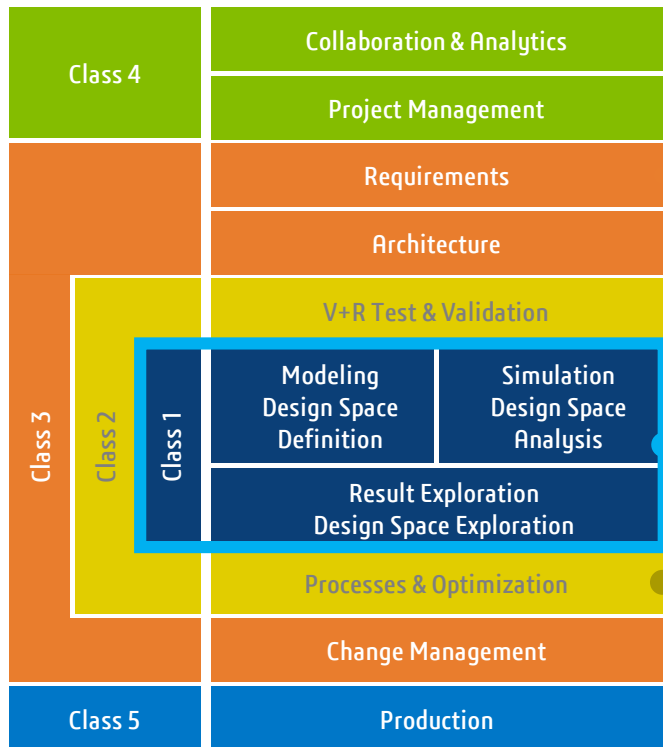 Class 4
Collaboration & Analytics
Project Management
Requirements
Architecture
Class 3
Class 2
V+R Test & Validation
Class 1
Modeling
Design Space
Definition
Simulation
Design Space
Analysis
Result Exploration
Design Space Exploration
Processes & Optimization
Change Management
Class 5
Production